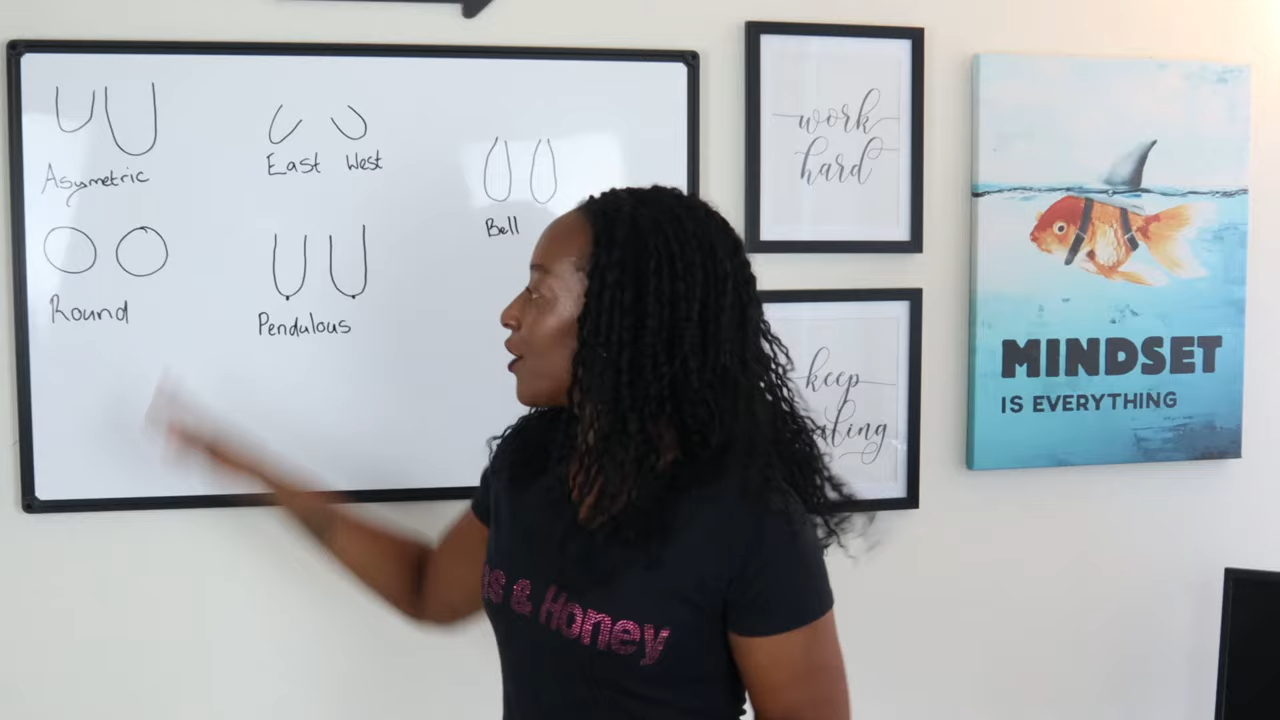 Asymetric
East West
Bell
Round
Pendulous
work
hard
keep
MINDSET
IS EVERYTHING
& Honey